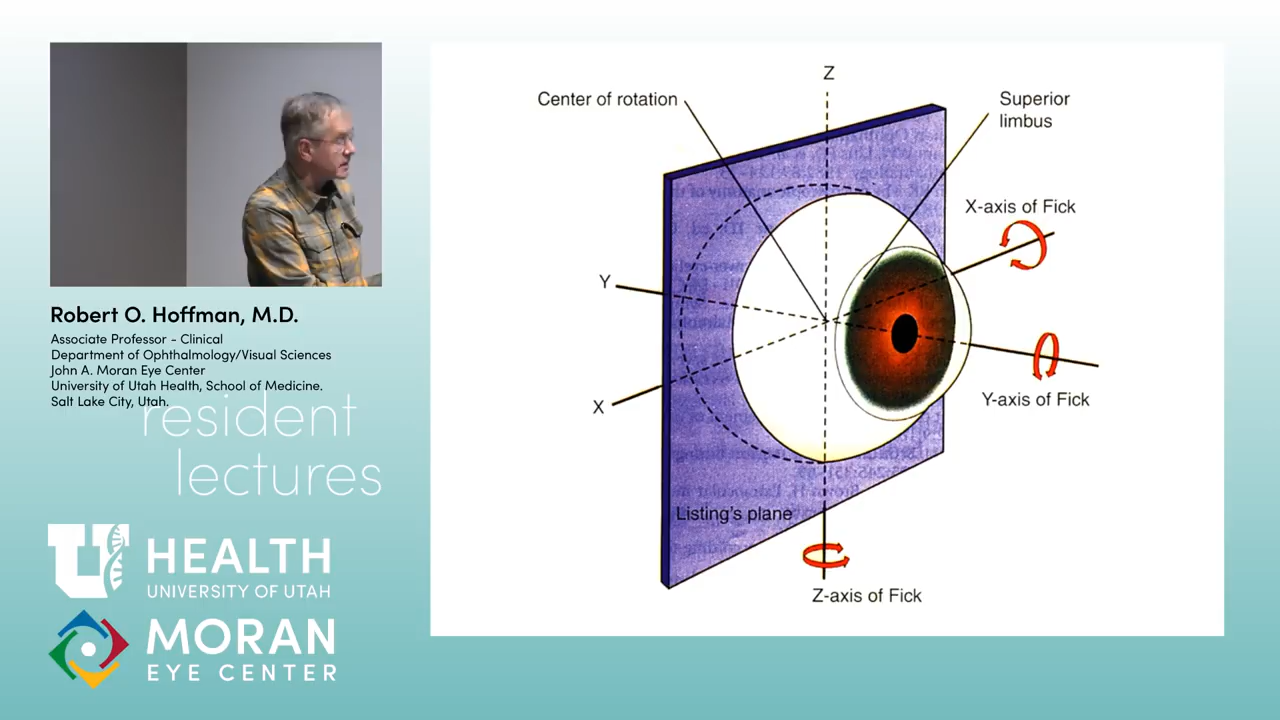 Robert O. Hoffman, M.D.
Associate Professor - Clinical
Department of Ophthalmology/Visual Sciences
John A. Moran Eye Center
University of Utah Health, School of Medicine.
Salt Lake City, Utah.
resident
lectures
U HEALTH
UNIVERSITY OF UTAH
MORAN
EYE CENTER
Z
Center of rotation
Superior
limbus
X-axis of Fick
Y
X
Y-axis of Fick
Listing's plane
Z-axis of Fick